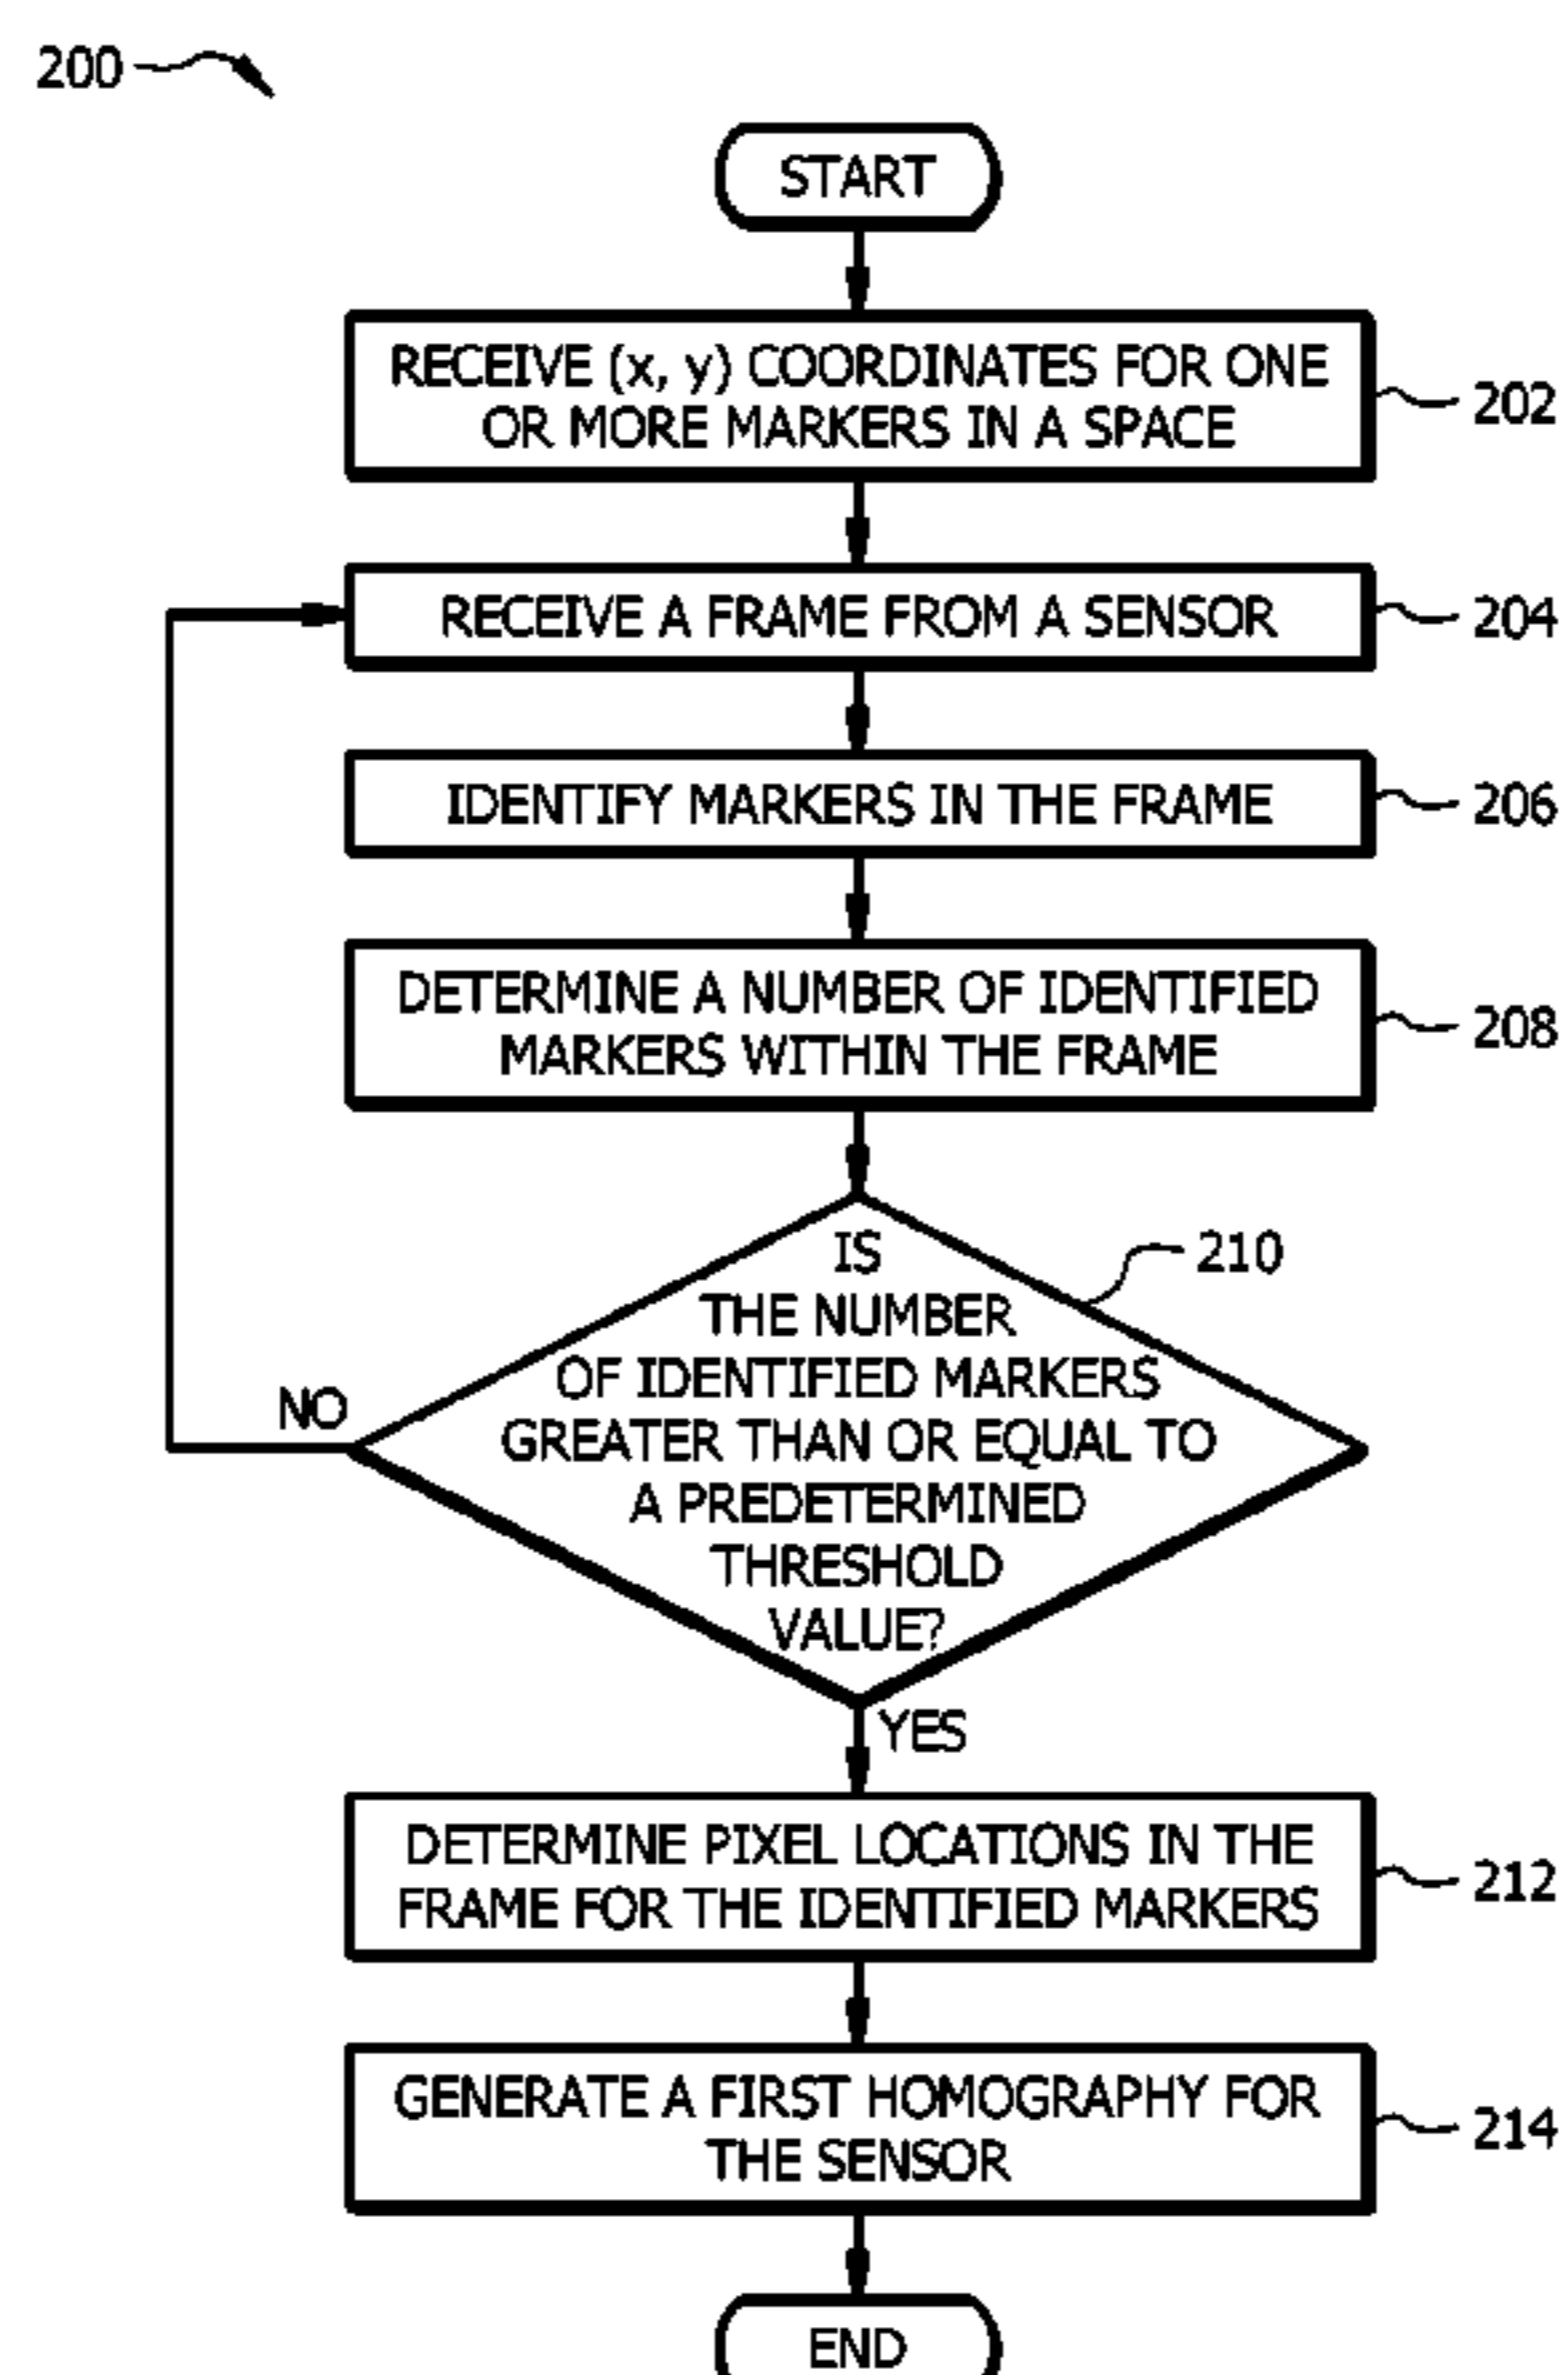 200
START
RECEIVE (x, y) COORDINATES FOR ONE
OR MORE MARKERS IN A SPACE
202
RECEIVE A FRAME FROM A SENSOR
204
IDENTIFY MARKERS IN THE FRAME
206
DETERMINE A NUMBER OF IDENTIFIED
MARKERS WITHIN THE FRAME
208
IS
THE NUMBER
OF IDENTIFIED MARKERS
GREATER THAN OR EQUAL TO
A PREDETERMINED
THRESHOLD
VALUE?
210
NO
YES
DETERMINE PIXEL LOCATIONS IN THE
FRAME FOR THE IDENTIFIED MARKERS
212
GENERATE A FIRST HOMOGRAPHY FOR
THE SENSOR
214
END